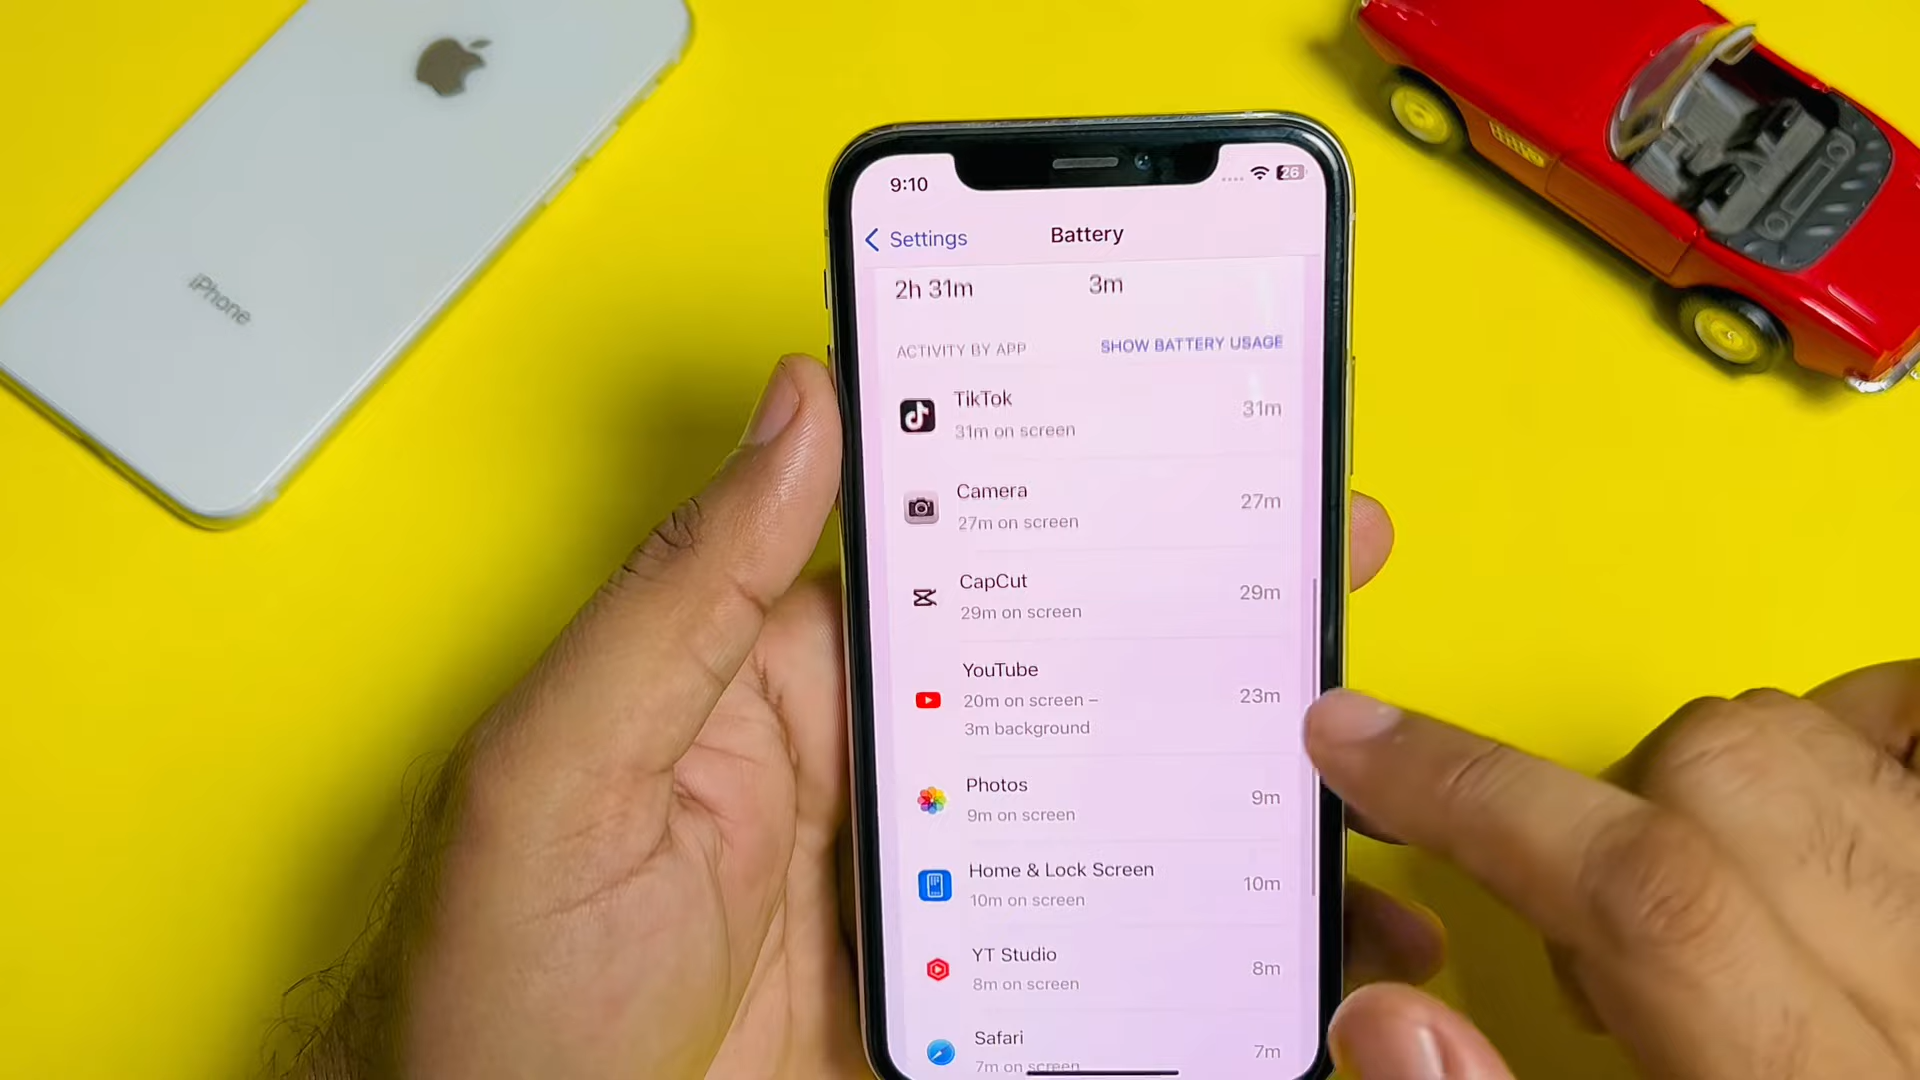 iPhone
9:10
26
Settings
Battery
2h 31m
3m
ACTIVITY BY APP
SHOW BATTERY USAGE
TikTok
31m
31m on screen
Camera
27m
27m on screen
CapCut
29m
29m on screen
YouTube
20m on screen –
23m
3m background
Photos
9m
9m on screen
Home & Lock Screen
10m
10m on screen
YT Studio
8m
8m on screen
Safari
7m
7m on screen